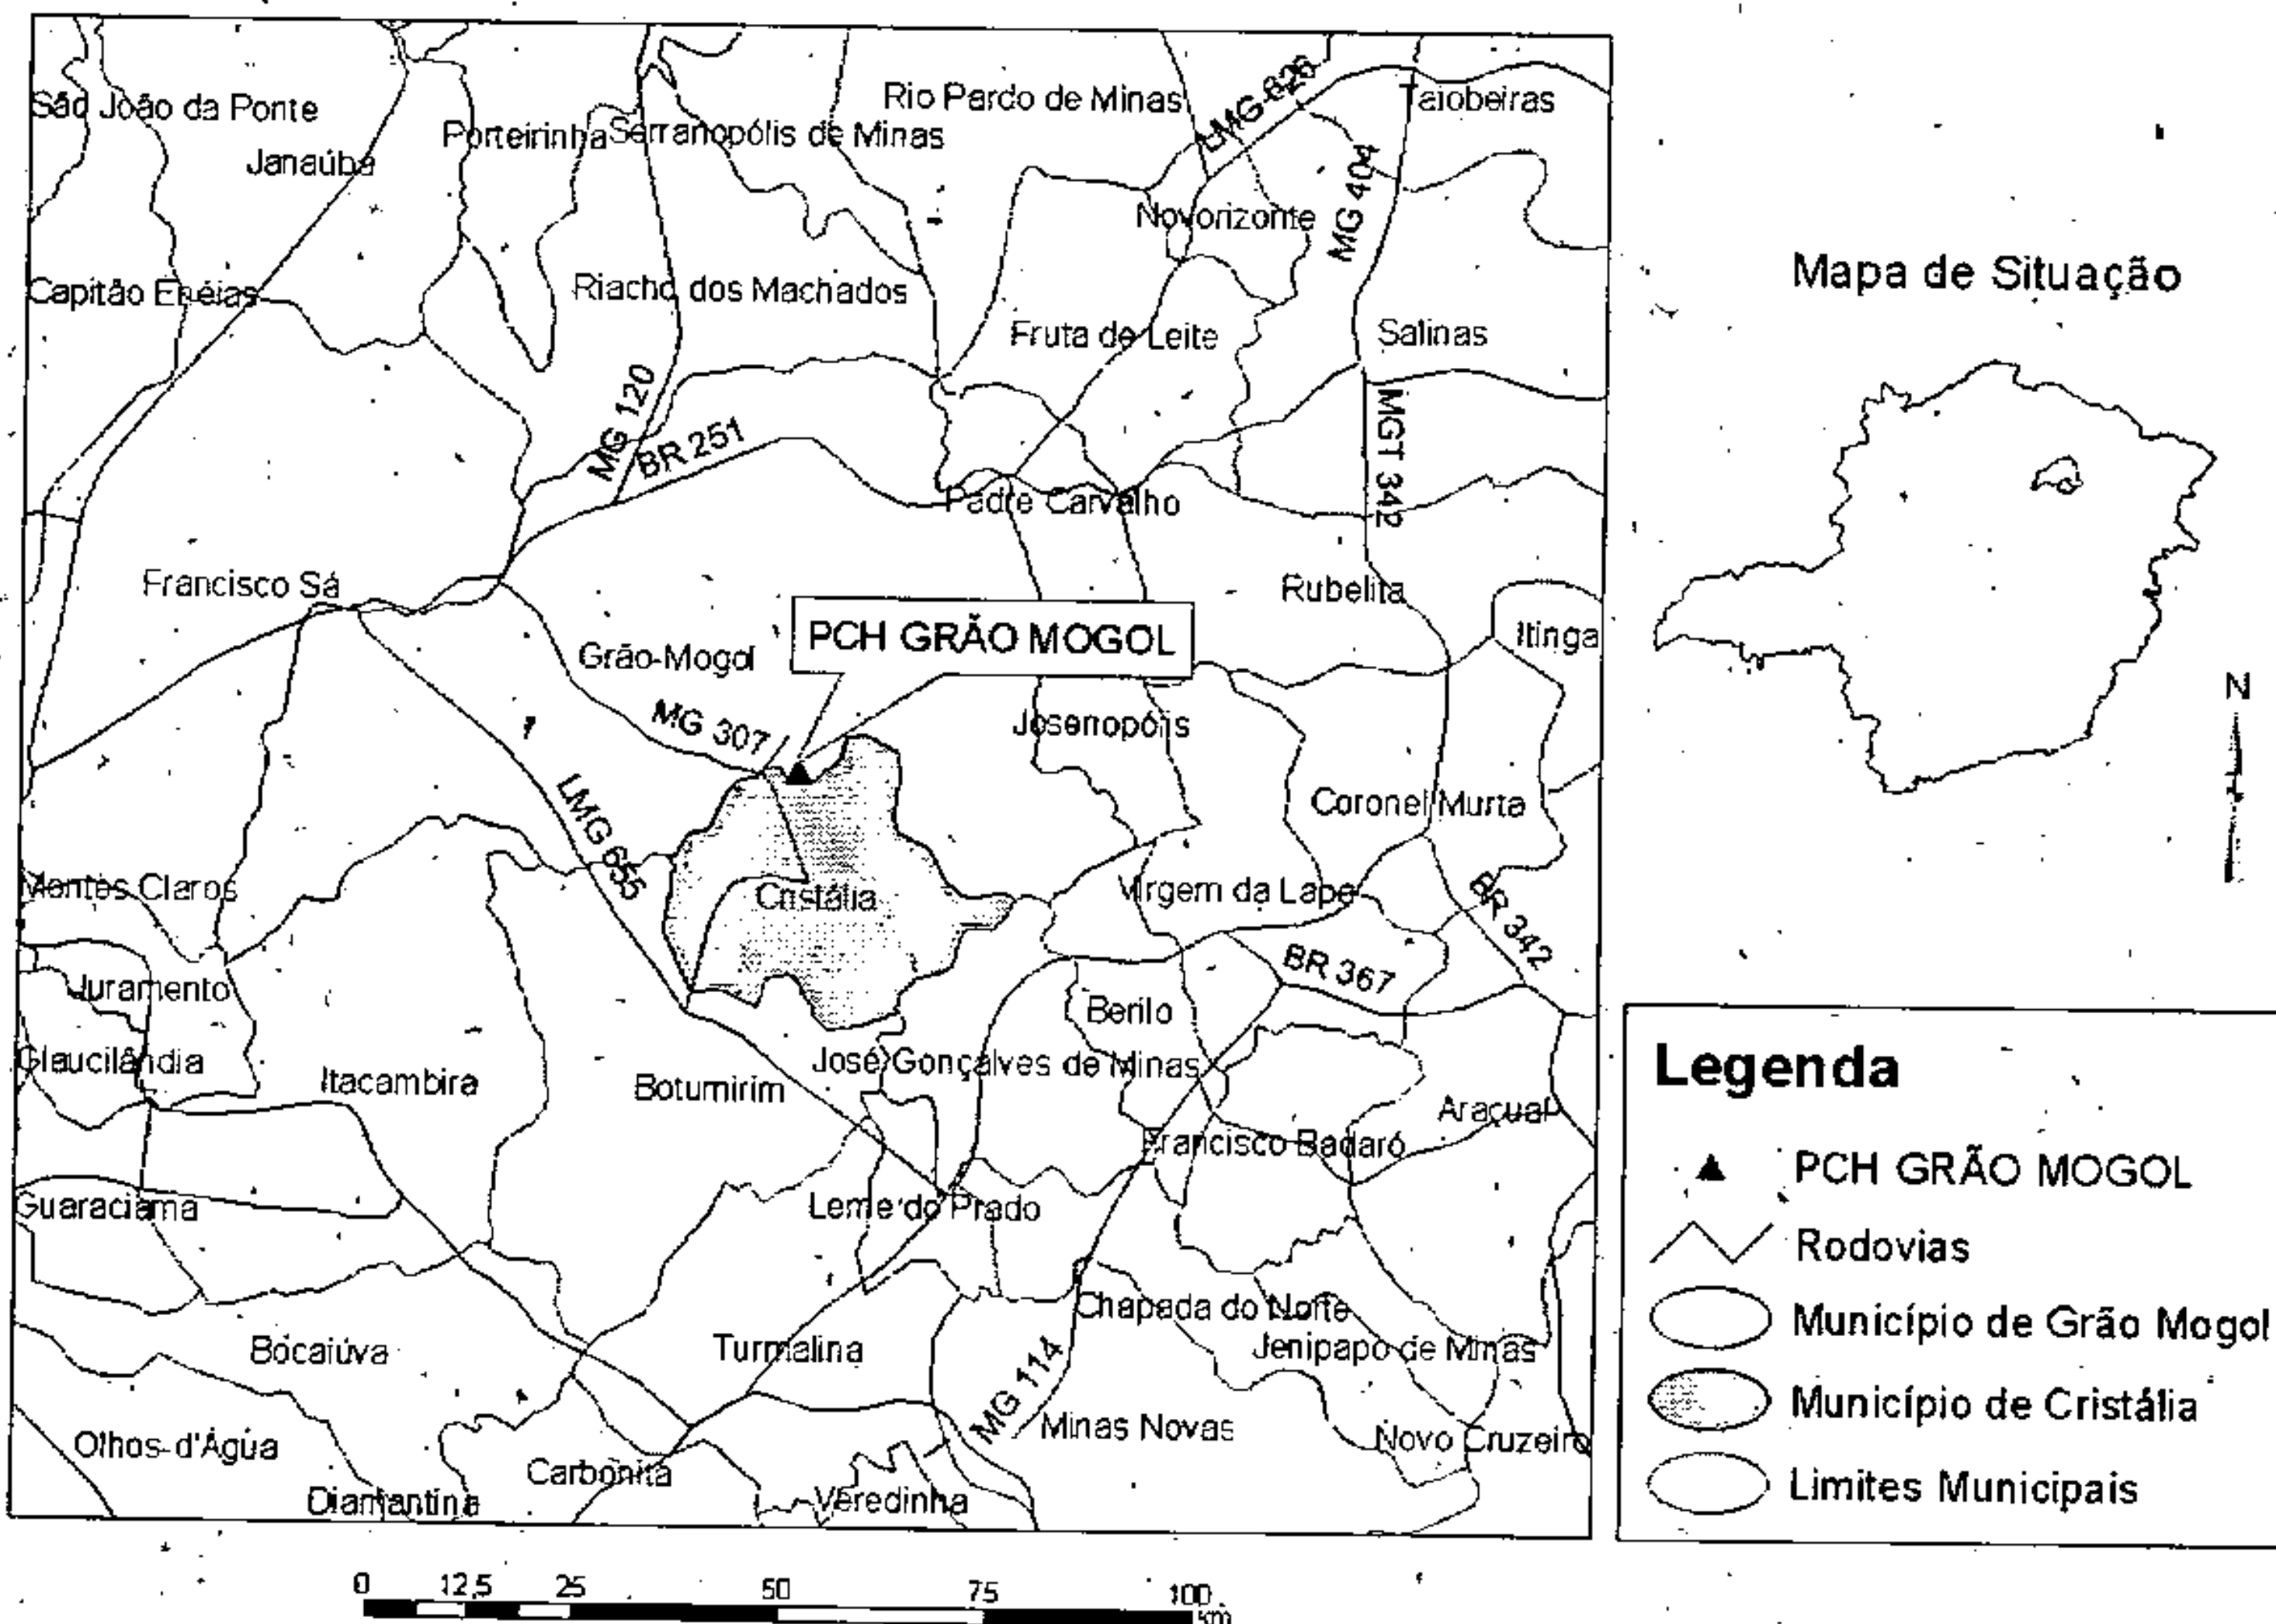 São João da Ponte
Janaúba
Porteirinha
Serranopólis de Minas
Rio Pardo de Minas
LMG 626
Taiobeiras
MG 404
Novorizonte
Capitão Enéias
Riacho dos Machados
Fruta de Leite
Salinas
MG 120
BR 251
MGT 342
Padre Carvalho
Francisco Sá
Rubelita
Itinga
Grão-Mogol
PCH GRÃO MOGOL
MG 307
Josenopólis
LMG 655
Coronel Murta
Montes Claros
Cristália
Virgem da Lapa
BR 342
Juramento
BR 367
Berilo
Glaucilândia
Itacambira
Botumirim
José Gonçalves de Minas
Araçuaí
Francisco Badaró
Guaraciama
Leme do Prado
Chapada do Norte
Bocaiúva
Turmalina
Jenipapo de Minas
MG 114
Minas Novas
Olhos-d'Água
Novo Cruzeiro
Carbonita
Diamantina
Veredinha
0 12,5 25 50 75 100
km
Mapa de Situação
N
Legenda
PCH GRÃO MOGOL
Rodovias
Município de Grão Mogol
Município de Cristália
Limites Municipais